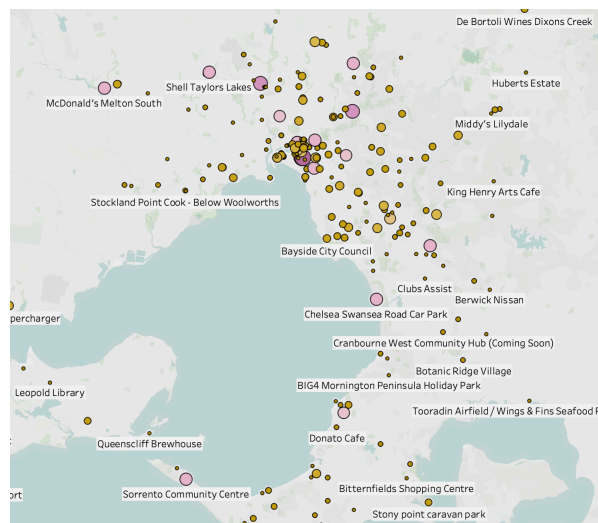 De Bortoli Wines Dixons Creek
Shell Taylors Lakes
Huberts Estate
McDonald's Melton South
Middy's Lilydale
King Henry Arts Cafe
Stockland Point Cook - Below Woolworths
Bayside City Council
Clubs Assist
Berwick Nissan
Chelsea Swansea Road Car Park
percharger
Cranbourne West Community Hub (Coming Soon)
Botanic Ridge Village
BIG4 Mornington Peninsula Holiday Park
Leopold Library
Tooradin Airfield / Wings & Fins Seafood R
Donato Cafe
Queenscliff Brewhouse
Bitternfields Shopping Centre
Sorrento Community Centre
ort
Stony point caravan park